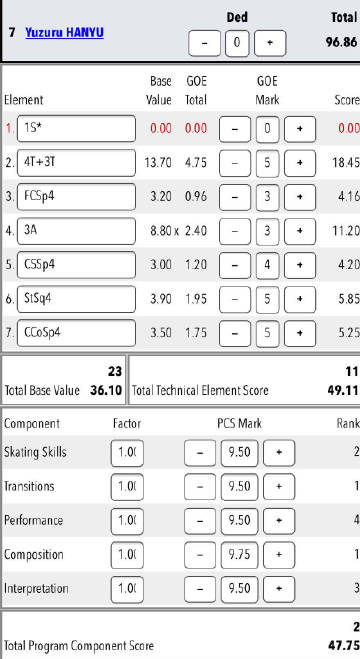 Ded Total
7 Yuzuru HANYU - 0 + 96.86
Base GOE GOE
Element Value Total Mark Score
1. 1S* 0.00 0.00 - 0 + 0.00
2. 4T+3T 13.70 4.75 - 5 + 18.45
3. FCSp4 3.20 0.96 - 3 + 4.16
4. 3A 8.80 x 2.40 - 3 + 11.20
5. CSSp4 3.00 1.20 - 4 + 4.20
6. StSq4 3.90 1.95 - 5 + 5.85
7. CCoSp4 3.50 1.75 - 5 + 5.25
23 11
Total Base Value 36.10 Total Technical Element Score 49.11
Component Factor PCS Mark Rank
Skating Skills 1.0( - 9.50 + 2
Transitions 1.0( - 9.50 + 1
Performance 1.0( - 9.50 + 4
Composition 1.0( - 9.75 + 1
Interpretation 1.0( - 9.50 + 3
2
Total Program Component Score 47.75